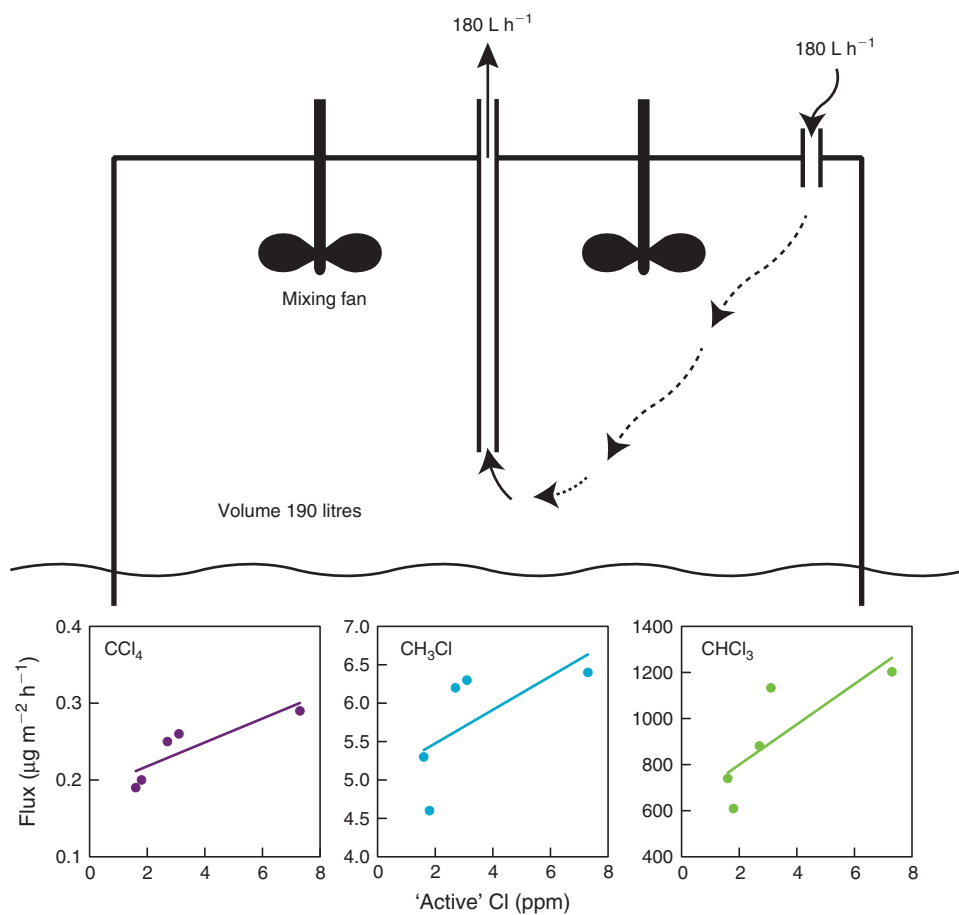 180 L h⁻¹
180 L h⁻¹
Mixing fan
Volume 190 litres
Flux (µg m⁻² h⁻¹)
0.4
0.3
0.2
0.1
CCl₄
0 2 4 6 8
7.0
6.5
6.0
5.5
5.0
4.5
4.0
CH₃Cl
0 2 4 6 8
1400
1200
1000
800
600
400
CHCl₃
0 2 4 6 8
‘Active’ Cl (ppm)